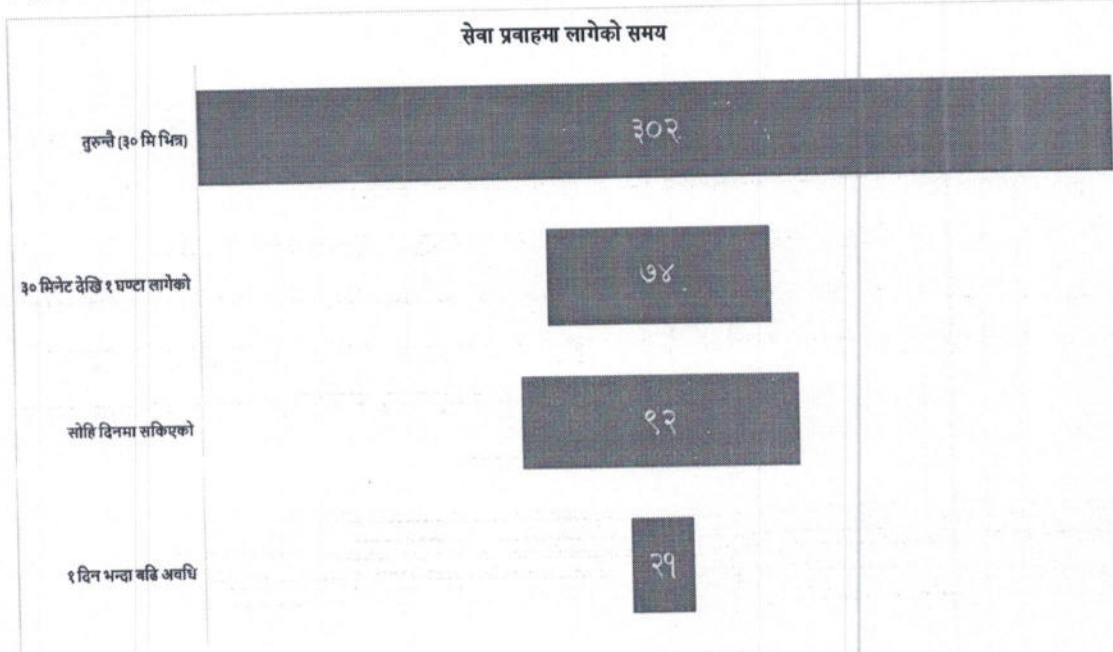 सेवा प्रवाहमा लागेको समय
तुरुन्तै (३० मि भित्र)
३०२
३० मिनेट देखि १ घण्टा लागेको
७४
सोहि दिनमा सकिएको
९२
१ दिन भन्दा बढि अवधि
२१